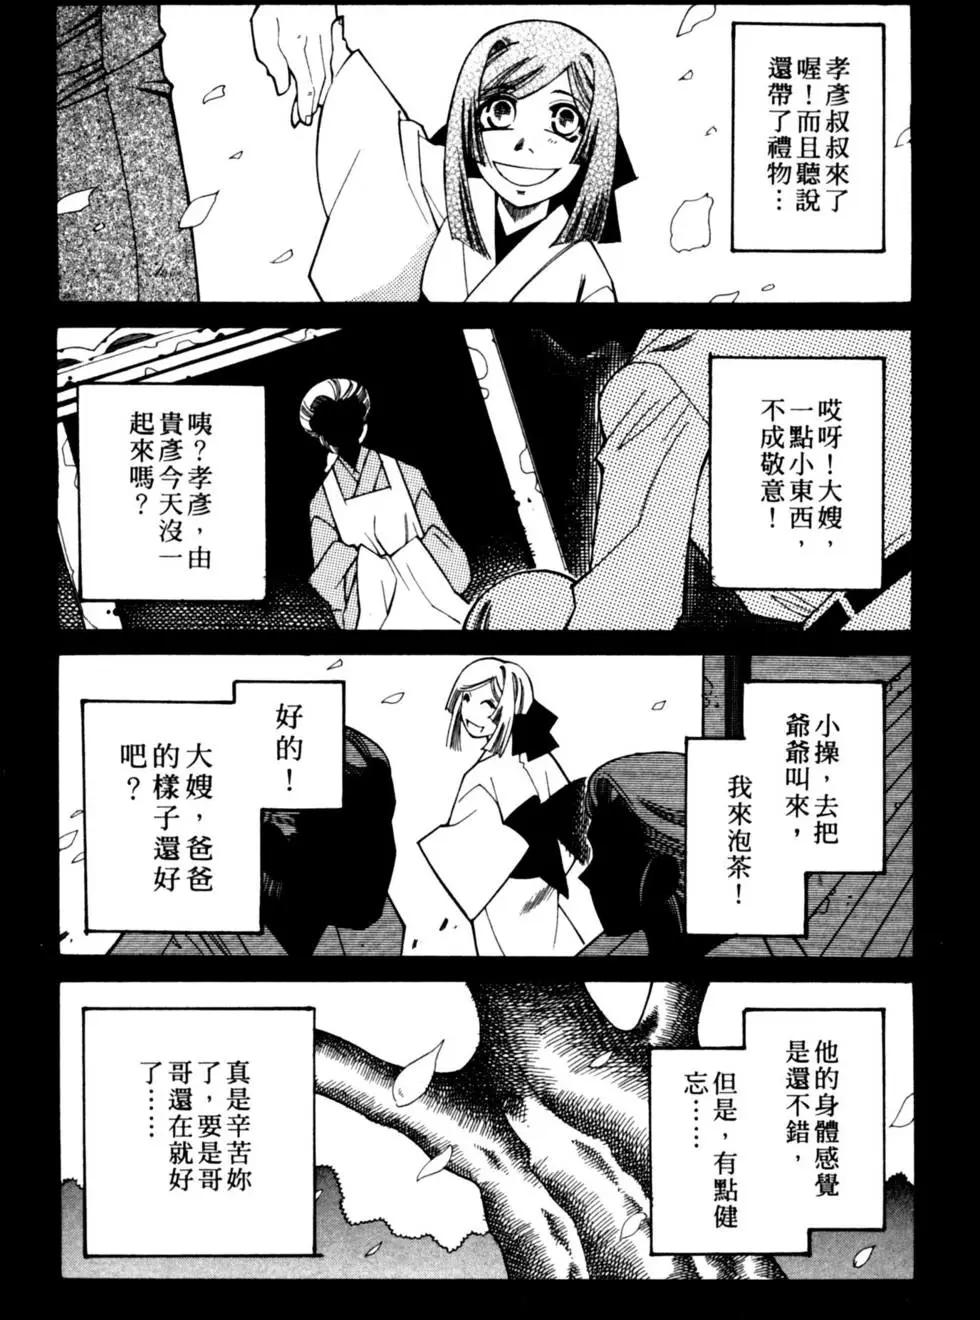 孝彥叔叔來了
喔！而且聽說
還帶了禮物…
哎呀！大嫂，
一點小東西，
不成敬意！
咦？孝彥，由
貴彥今天沒一
起來嗎？
小操，去把
爺爺叫來，
我來泡茶！
好的！
大嫂，爸爸
的樣子還好
吧？
他的身體感覺
是還不錯，
但是，有點健
忘……
真是辛苦妳
了，要是哥
哥還在就好
了……